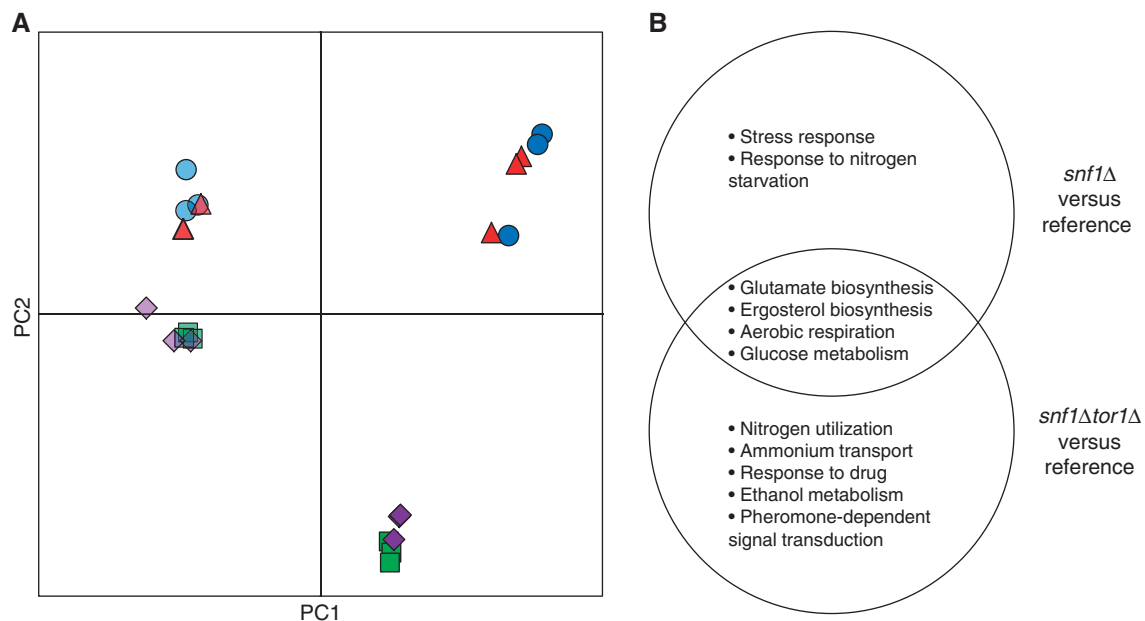 A
PC2
PC1
B
• Stress response
• Response to nitrogen
starvation
snf1Δ
versus
reference
• Glutamate biosynthesis
• Ergosterol biosynthesis
• Aerobic respiration
• Glucose metabolism
• Nitrogen utilization
• Ammonium transport
• Response to drug
• Ethanol metabolism
• Pheromone-dependent
signal transduction
snf1Δtor1Δ
versus
reference